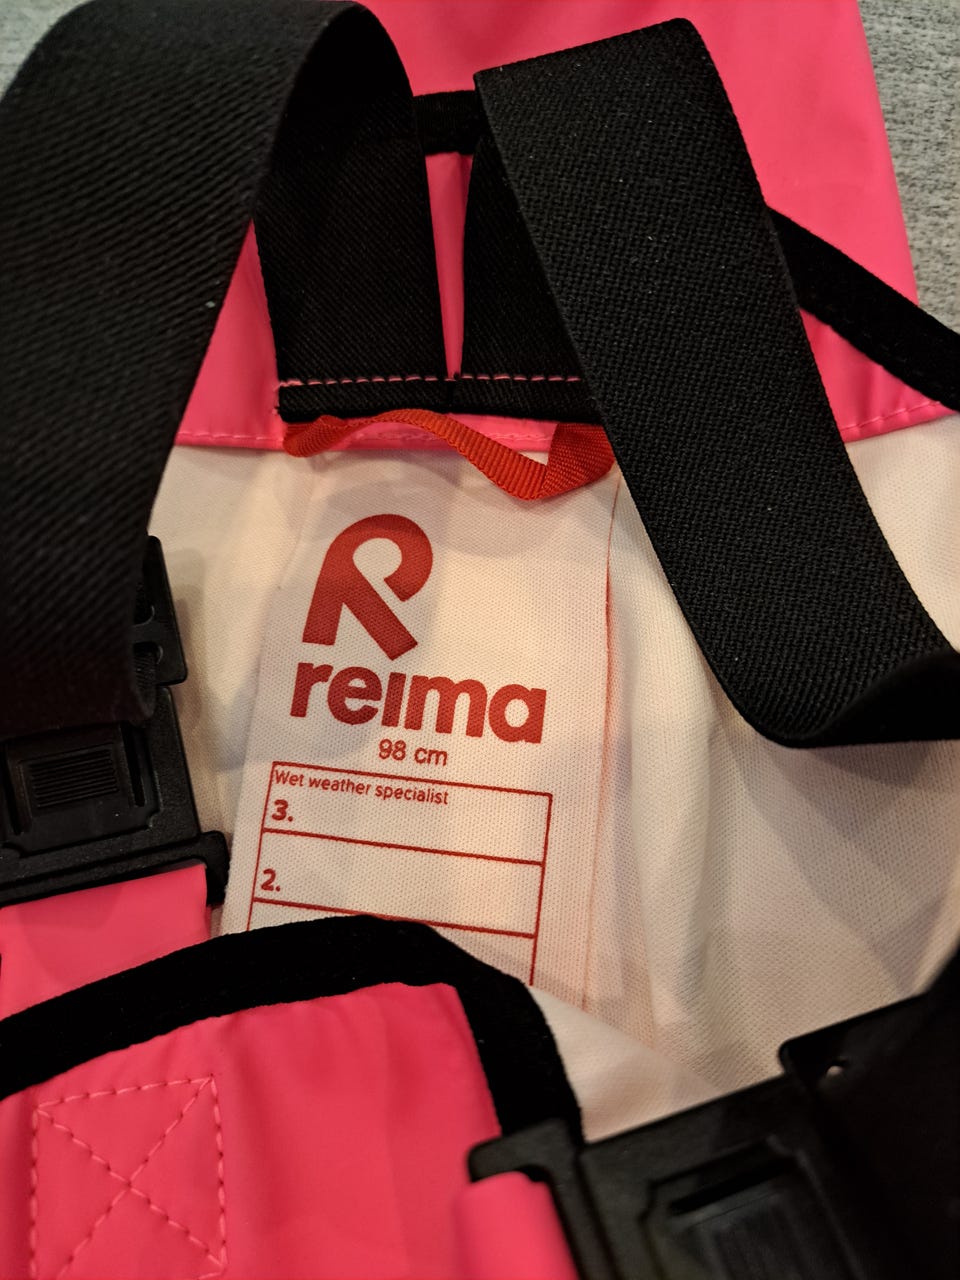 reima
98 cm
Wet weather specialist
3.
2.